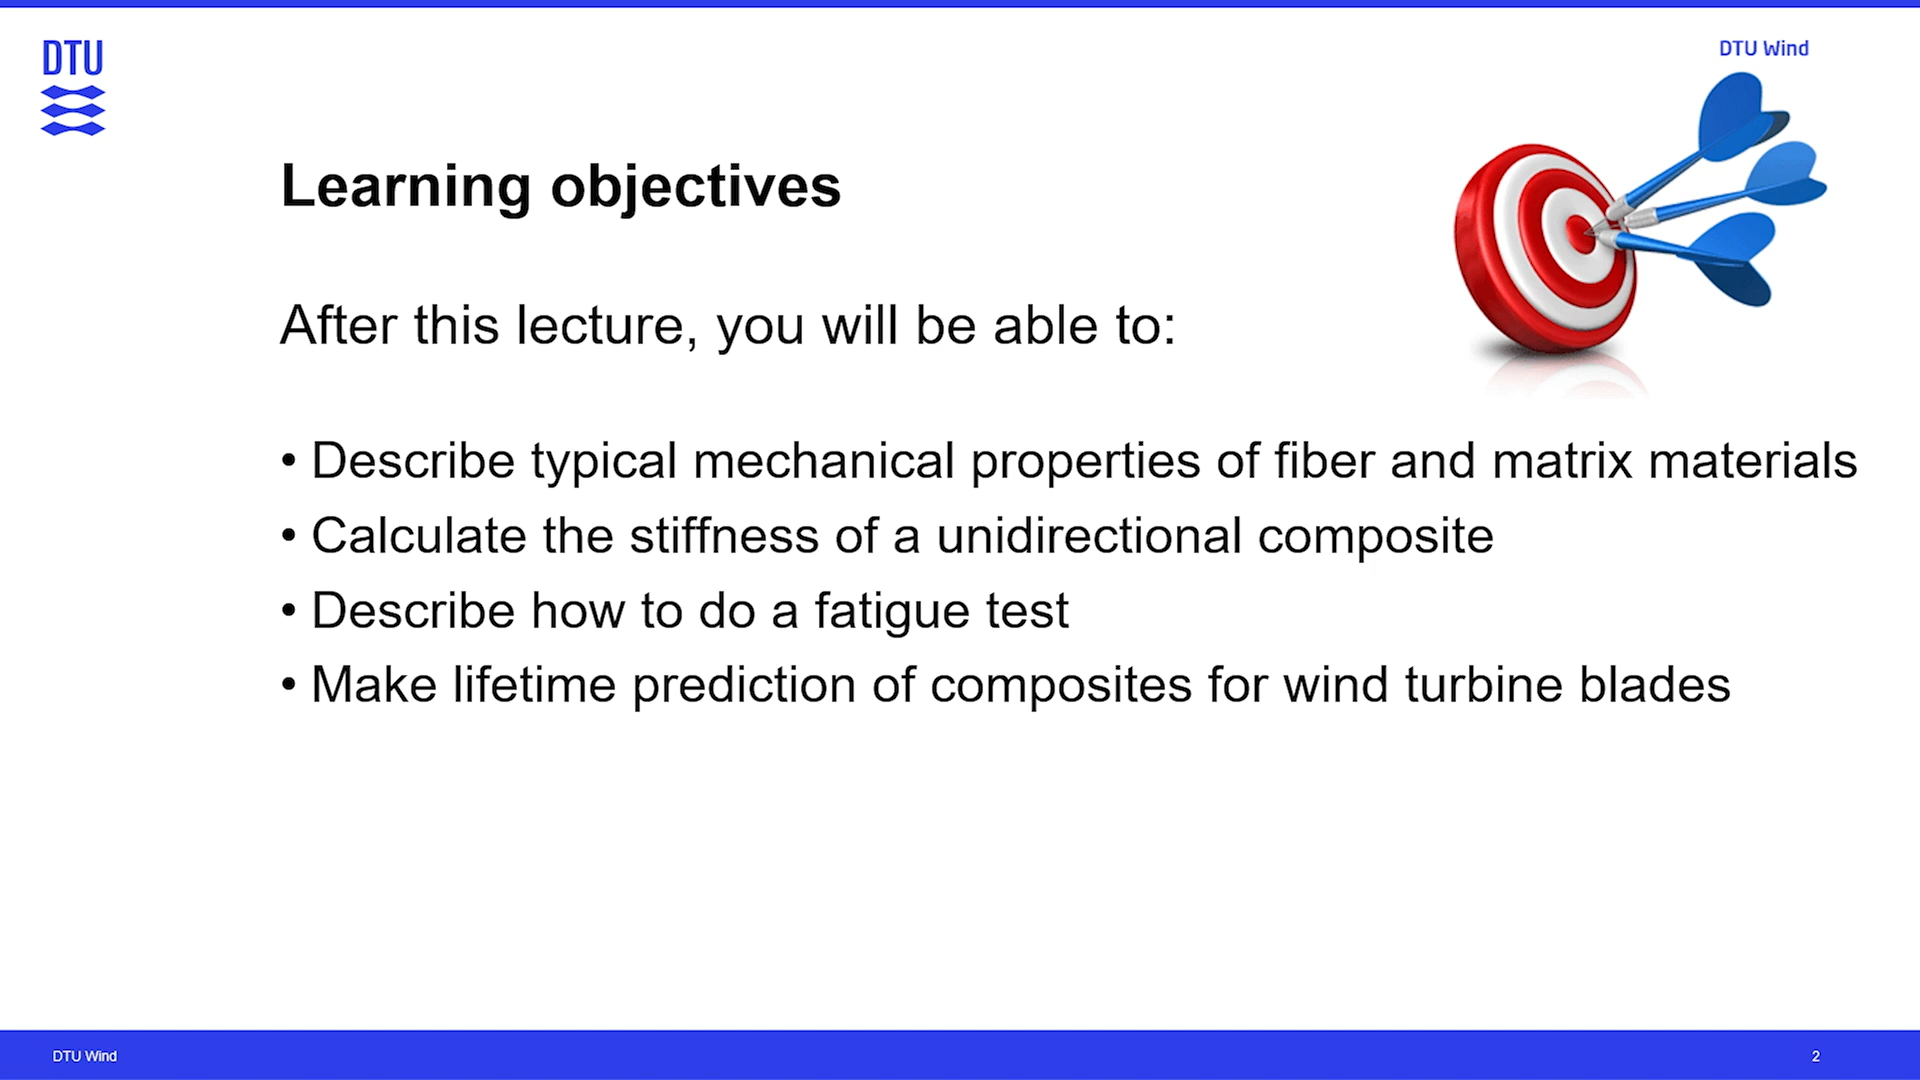 DTU
DTU Wind
Learning objectives
After this lecture, you will be able to:
• Describe typical mechanical properties of fiber and matrix materials
• Calculate the stiffness of a unidirectional composite
• Describe how to do a fatigue test
• Make lifetime prediction of composites for wind turbine blades
DTU Wind
2